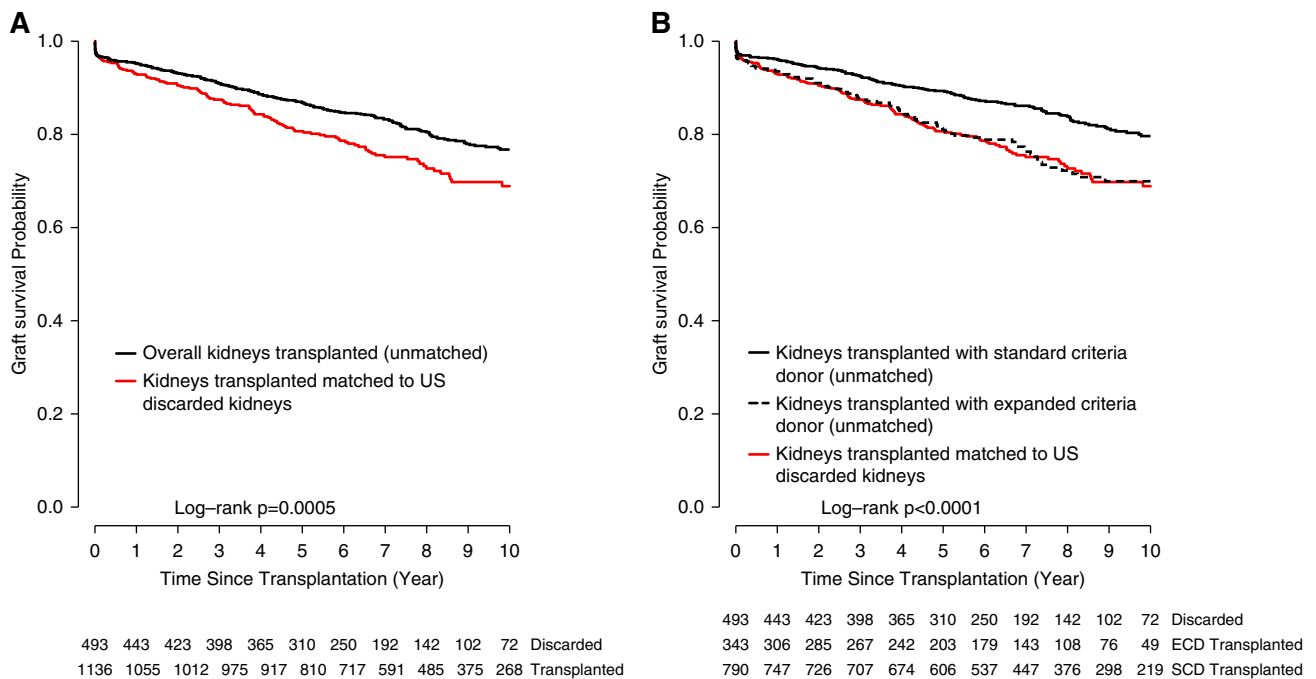 A
Graft survival Probability
1.0
0.8
0.6
0.4
0.2
0.0
Overall kidneys transplanted (unmatched)
Kidneys transplanted matched to US
discarded kidneys
Log–rank p=0.0005
0 1 2 3 4 5 6 7 8 9 10
Time Since Transplantation (Year)
493 443 423 398 365 310 250 192 142 102 72 Discarded
1136 1055 1012 975 917 810 717 591 485 375 268 Transplanted
B
Graft survival Probability
1.0
0.8
0.6
0.4
0.2
0.0
Kidneys transplanted with standard criteria
donor (unmatched)
Kidneys transplanted with expanded criteria
donor (unmatched)
Kidneys transplanted matched to US
discarded kidneys
Log–rank p<0.0001
0 1 2 3 4 5 6 7 8 9 10
Time Since Transplantation (Year)
493 443 423 398 365 310 250 192 142 102 72 Discarded
343 306 285 267 242 203 179 143 108 76 49 ECD Transplanted
790 747 726 707 674 606 537 447 376 298 219 SCD Transplanted